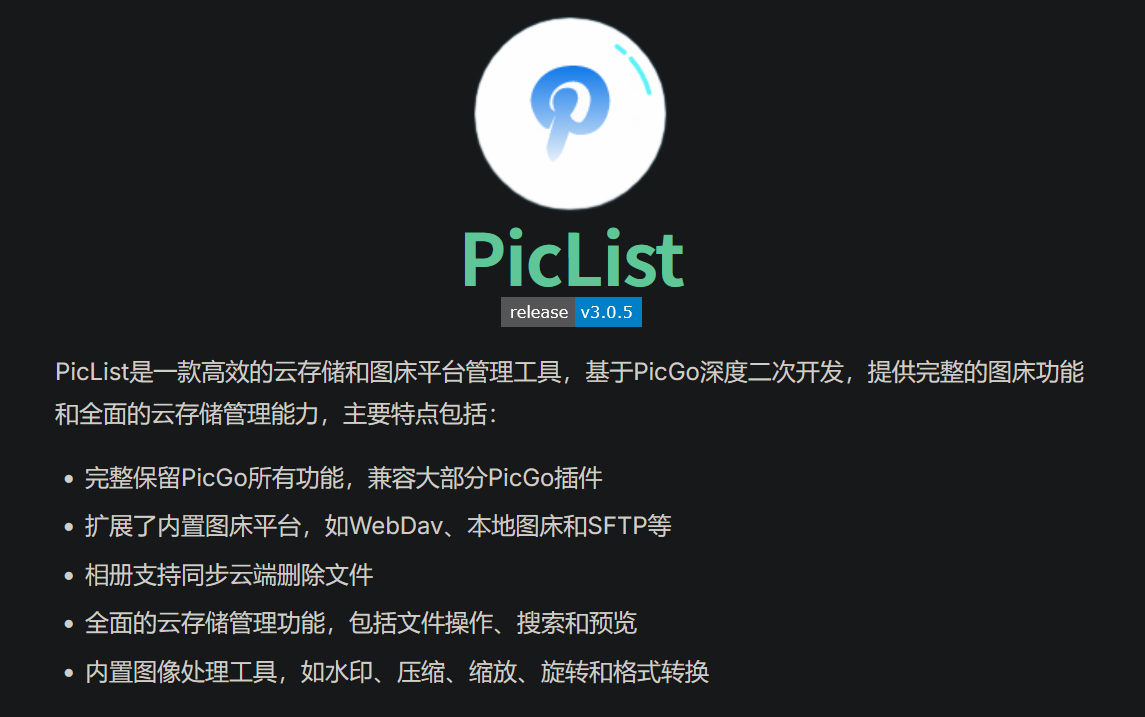 PicList
release v3.0.5
PicList是一款高效的云存储和图床平台管理工具，基于PicGo深度二次开发，提供完整的图床功能
和全面的云存储管理能力，主要特点包括：
• 完整保留PicGo所有功能，兼容大部分PicGo插件
• 扩展了内置图床平台，如WebDav、本地图床和SFTP等
• 相册支持同步云端删除文件
• 全面的云存储管理功能，包括文件操作、搜索和预览
• 内置图像处理工具，如水印、压缩、缩放、旋转和格式转换